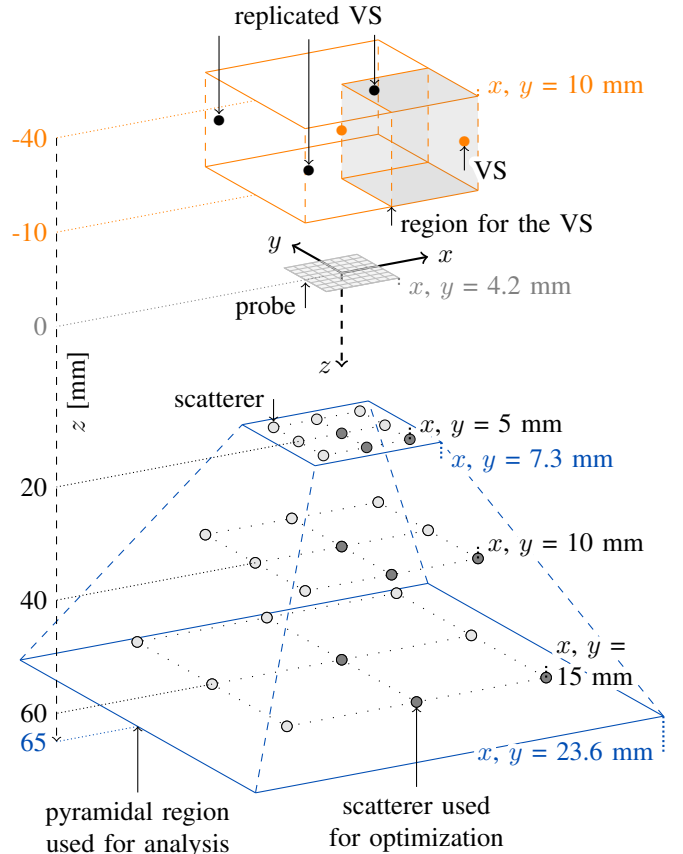 replicated VS
x, y = 10 mm
-40
VS
-10
region for the VS
y
x
x, y = 4.2 mm
probe
0
z
z [mm]
scatterer
x, y = 5 mm
x, y = 7.3 mm
20
x, y = 10 mm
40
x, y =
15 mm
60
65
x, y = 23.6 mm
pyramidal region
used for analysis
scatterer used
for optimization